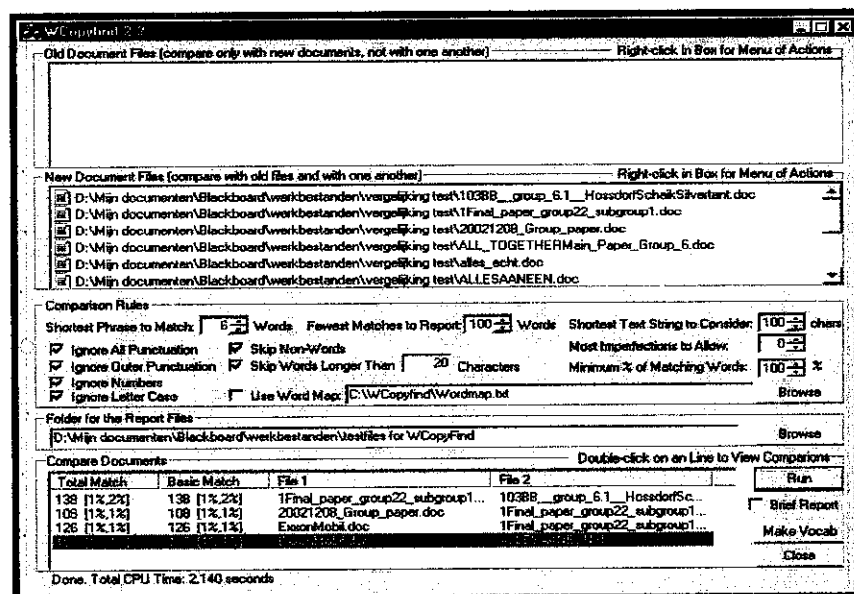 WCopyfind 2.2
Old Document Files (compare only with new documents, not with one another) Right-click in Box for Menu of Actions
New Document Files (compare with old files and with one another) Right-click in Box for Menu of Actions
D:\Mijn documenten\Blackboard\werkbestanden\vergelijking test\103BB__group_6.1__HossdorfSchaikSilvertant.doc
D:\Mijn documenten\Blackboard\werkbestanden\vergelijking test\1Final_paper_group22_subgroup1.doc
D:\Mijn documenten\Blackboard\werkbestanden\vergelijking test\20021208_Group_paper.doc
D:\Mijn documenten\Blackboard\werkbestanden\vergelijking test\ALL_TOGETHERMain_Paper_Group_6.doc
D:\Mijn documenten\Blackboard\werkbestanden\vergelijking test\alles_echt.doc
D:\Mijn documenten\Blackboard\werkbestanden\vergelijking test\ALLESAANEEN.doc
Comparison Rules
Shortest Phrase to Match: 6 Words Fewest Matches to Report: 100 Words Shortest Text String to Consider: 100 chars
Ignore All Punctuation Skip Non-Words Most Imperfections to Allow: 0
Ignore Outer Punctuation Skip Words Longer Than 20 Characters Minimum % of Matching Words: 100 %
Ignore Numbers
Ignore Letter Case Use Word Map: C:\WCopyfind\Wordmap.txt Browse
Folder for the Report Files
D:\Mijn documenten\Blackboard\werkbestanden\testfiles for WCopyFind Browse
Compare Documents Double-click on an Line to View Comparions
Total Match Basic Match File 1 File 2 Run
138 [1%,2%] 138 [1%,2%] 1Final_paper_group22_subgroup1... 103BB__group_6.1__HossdorfSc...
108 [1%,1%] 108 [1%,1%] 20021208_Group_paper.doc 1Final_paper_group22_subgroup1... Brief Report
126 [1%,1%] 126 [1%,1%] ExxonMobil.doc 1Final_paper_group22_subgroup1...
Make Vocab
Close
Done. Total CPU Time: 2.140 seconds